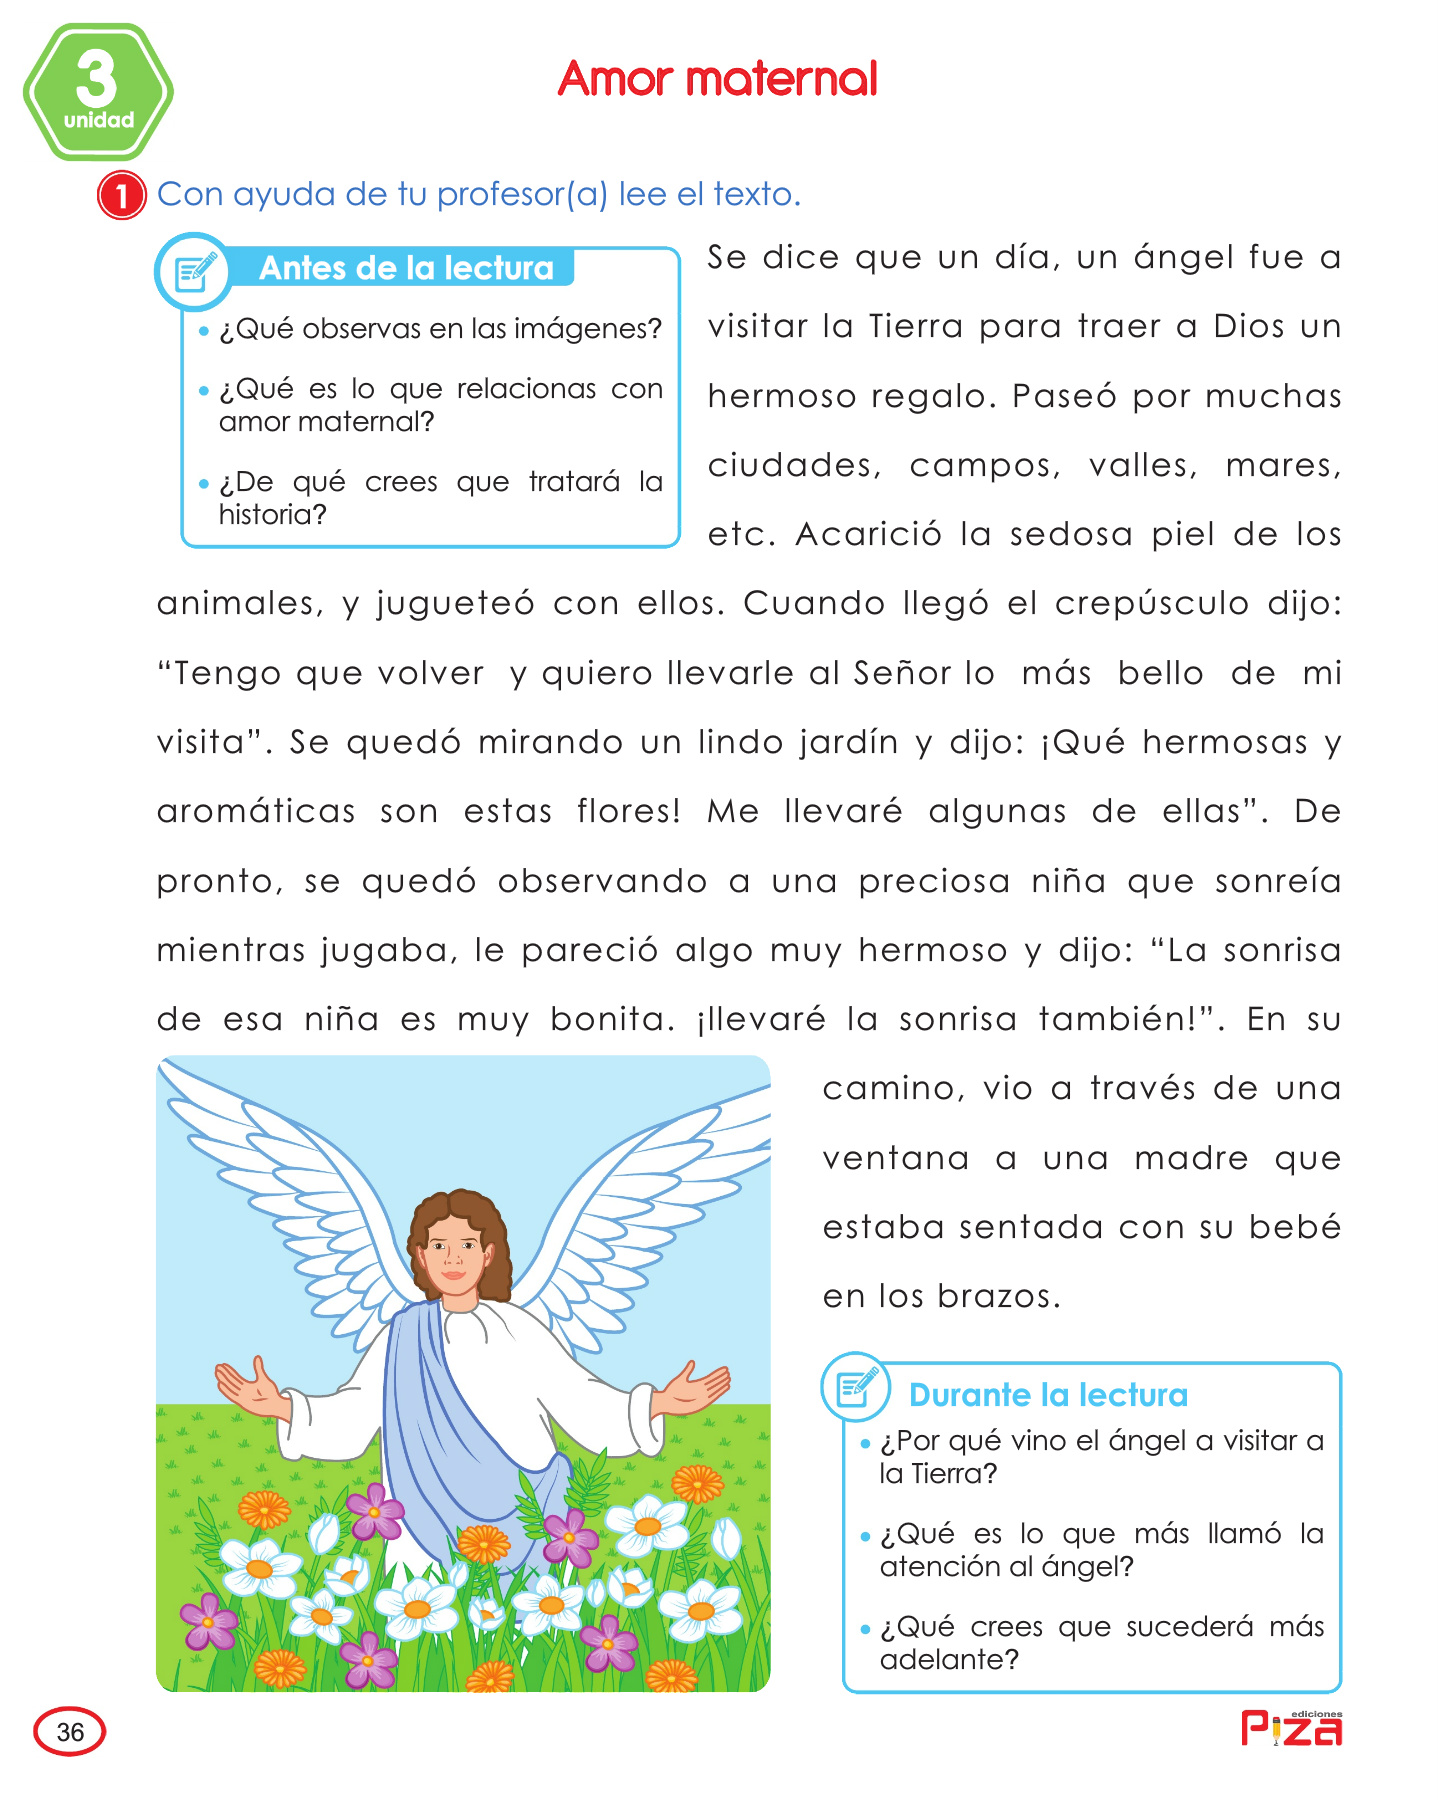 3
unidad
Amor maternal
1 Con ayuda de tu profesor(a) lee el texto.
Antes de la lectura
• ¿Qué observas en las imágenes?
• ¿Qué es lo que relacionas con
amor maternal?
• ¿De qué crees que tratará la
historia?
Se dice que un día, un ángel fue a
visitar la Tierra para traer a Dios un
hermoso regalo. Paseó por muchas
ciudades, campos, valles, mares,
etc. Acarició la sedosa piel de los
animales, y jugueteó con ellos. Cuando llegó el crepúsculo dijo:
“Tengo que volver y quiero llevarle al Señor lo más bello de mi
visita”. Se quedó mirando un lindo jardín y dijo: ¡Qué hermosas y
aromáticas son estas flores! Me llevaré algunas de ellas”. De
pronto, se quedó observando a una preciosa niña que sonreía
mientras jugaba, le pareció algo muy hermoso y dijo: “La sonrisa
de esa niña es muy bonita. ¡llevaré la sonrisa también!”. En su
camino, vio a través de una
ventana a una madre que
estaba sentada con su bebé
en los brazos.
Durante la lectura
• ¿Por qué vino el ángel a visitar a
la Tierra?
• ¿Qué es lo que más llamó la
atención al ángel?
• ¿Qué crees que sucederá más
adelante?
36
ediciones
Piza